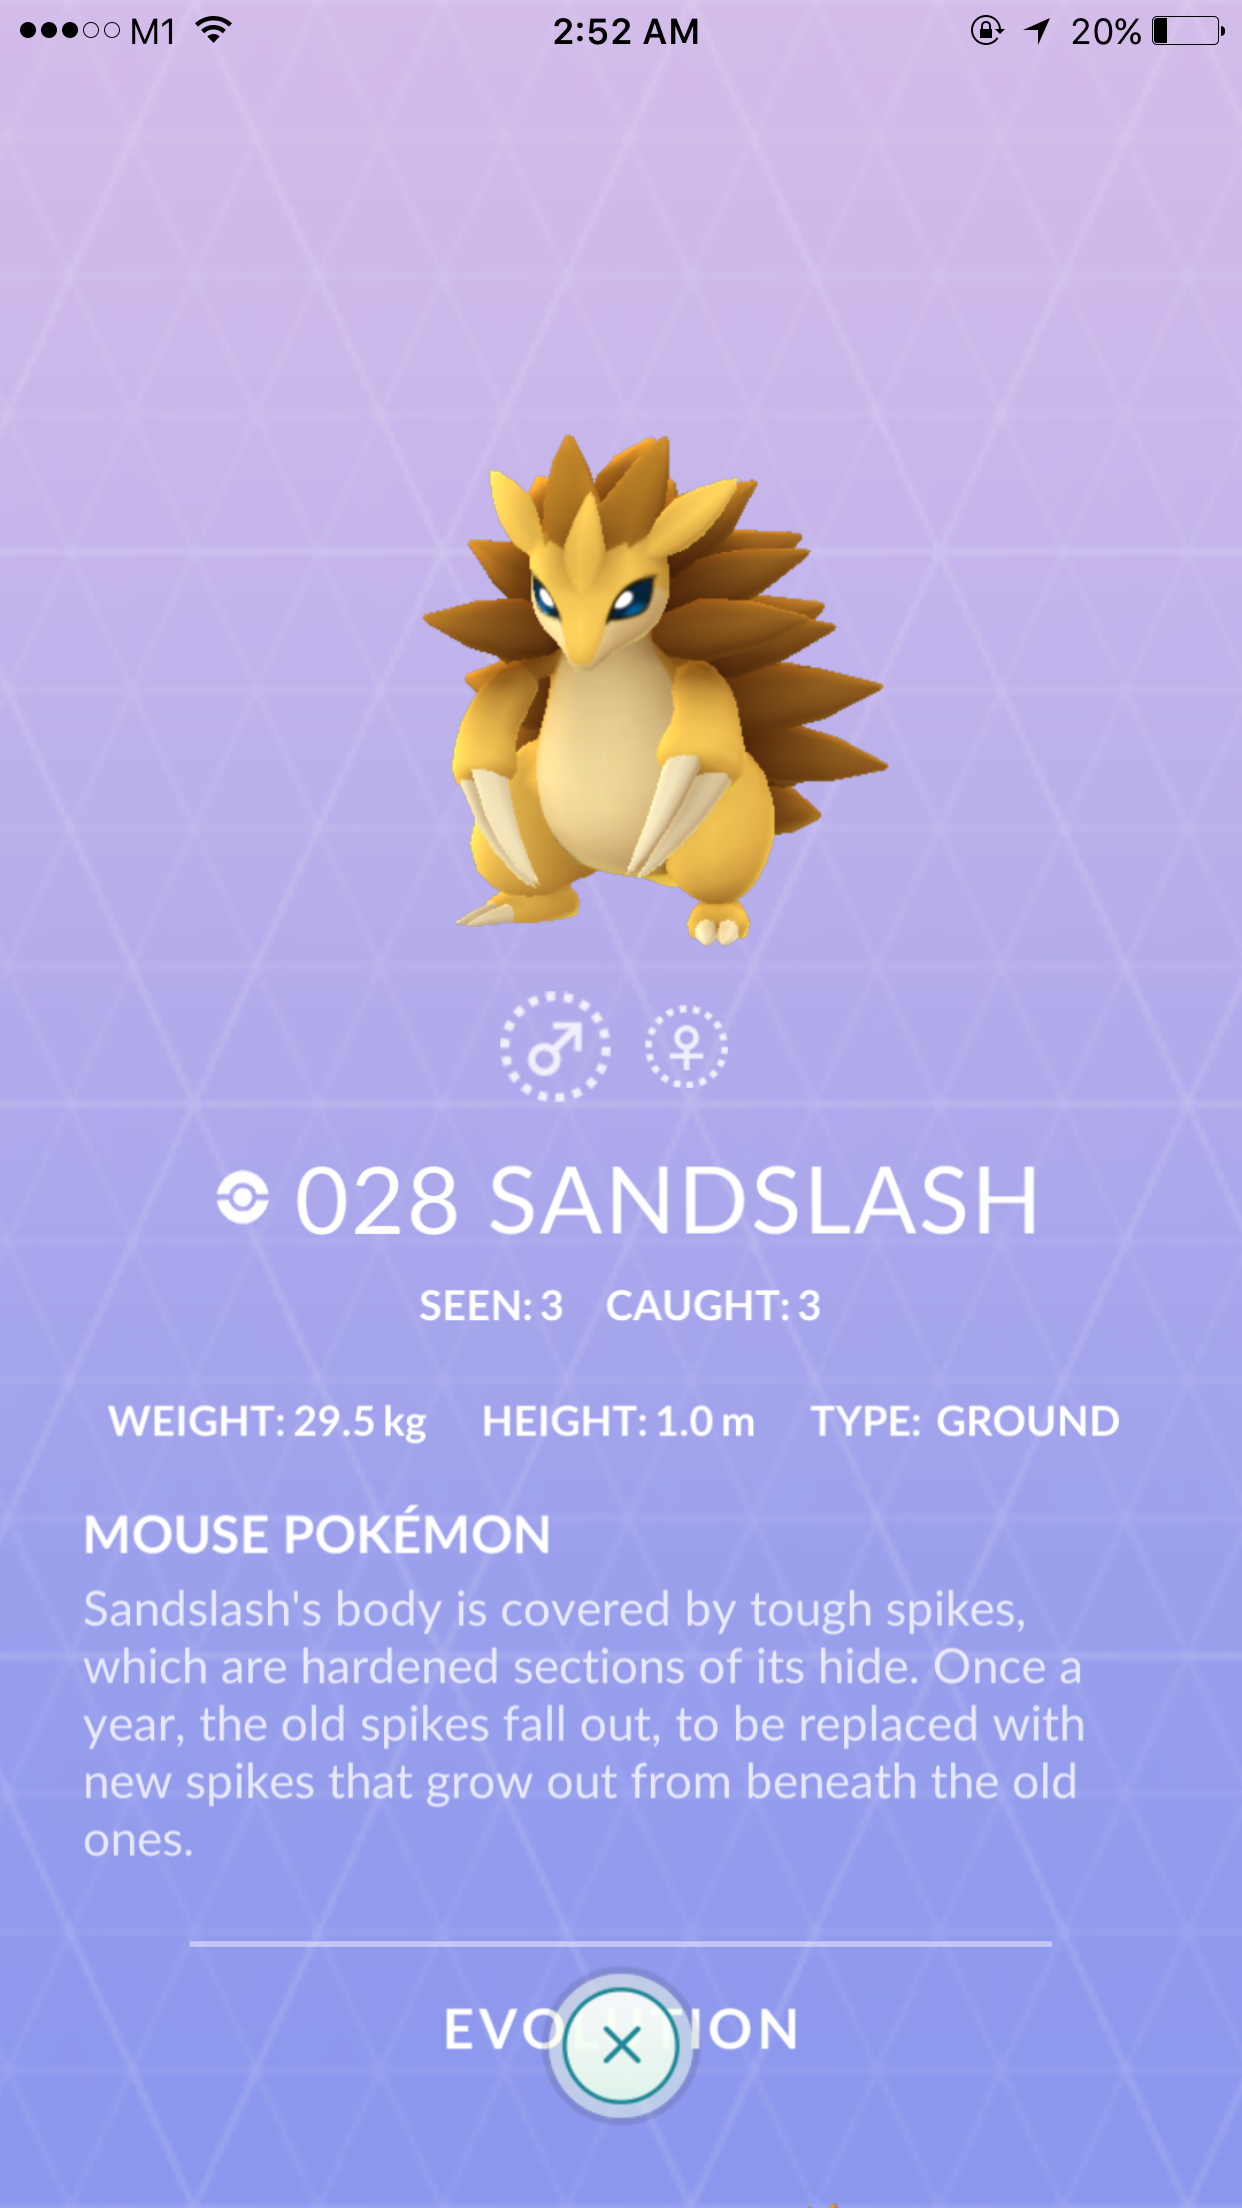 M1 2:52 AM 20%
028 SANDSLASH
SEEN: 3 CAUGHT: 3
WEIGHT: 29.5 kg HEIGHT: 1.0 m TYPE: GROUND
MOUSE POKÉMON
Sandslash's body is covered by tough spikes,
which are hardened sections of its hide. Once a
year, the old spikes fall out, to be replaced with
new spikes that grow out from beneath the old
ones.
EVOLUTION